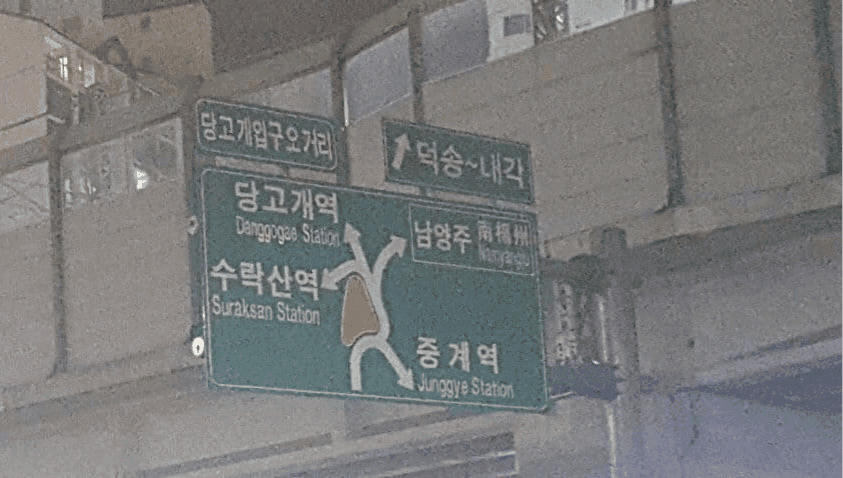 당고개입구오거리
덕송~내각
당고개역
Danggogae Station
남양주 南楊州
Namyangju
수락산역
Suraksan Station
중계역
Junggye Station